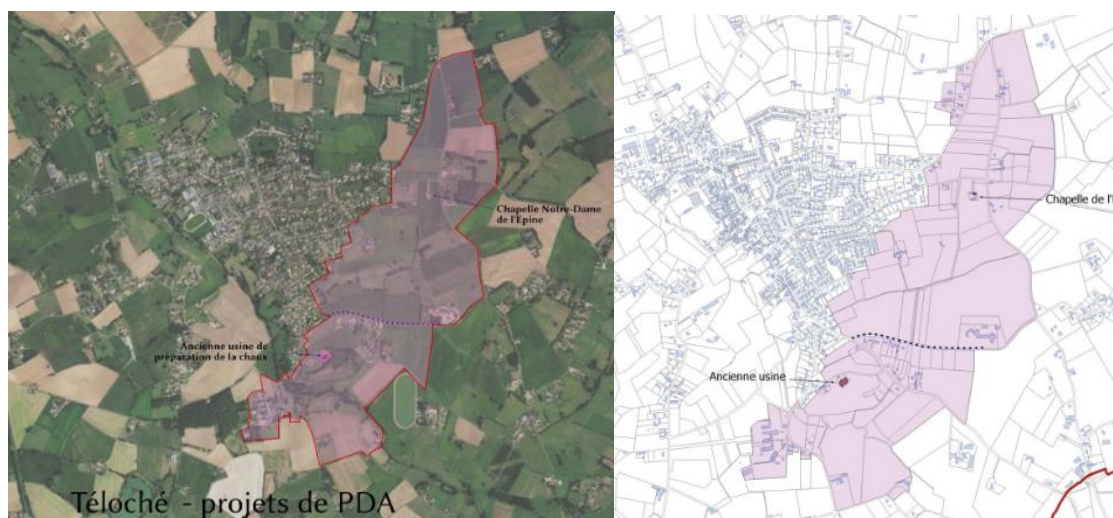 Chapelle Notre-Dame
de l'Epine
Ancienne usine de
préparation de la chaux
Téloché - projets de PDA
Chapelle de l'
Ancienne usine